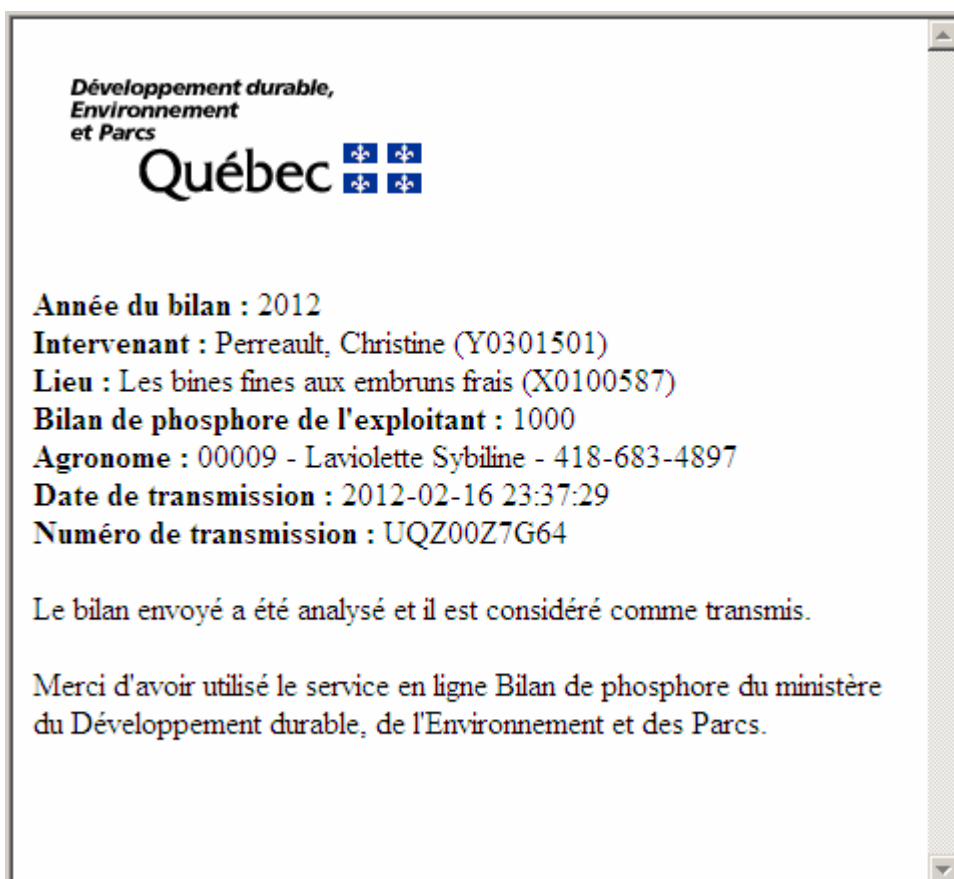 Développement durable,
Environnement
et Parcs
Québec
Année du bilan : 2012
Intervenant : Perreault, Christine (Y0301501)
Lieu : Les bines fines aux embruns frais (X0100587)
Bilan de phosphore de l'exploitant : 1000
Agronome : 00009 - Laviolette Sybiline - 418-683-4897
Date de transmission : 2012-02-16 23:37:29
Numéro de transmission : UQZ00Z7G64
Le bilan envoyé a été analysé et il est considéré comme transmis.
Merci d'avoir utilisé le service en ligne Bilan de phosphore du ministère
du Développement durable, de l'Environnement et des Parcs.